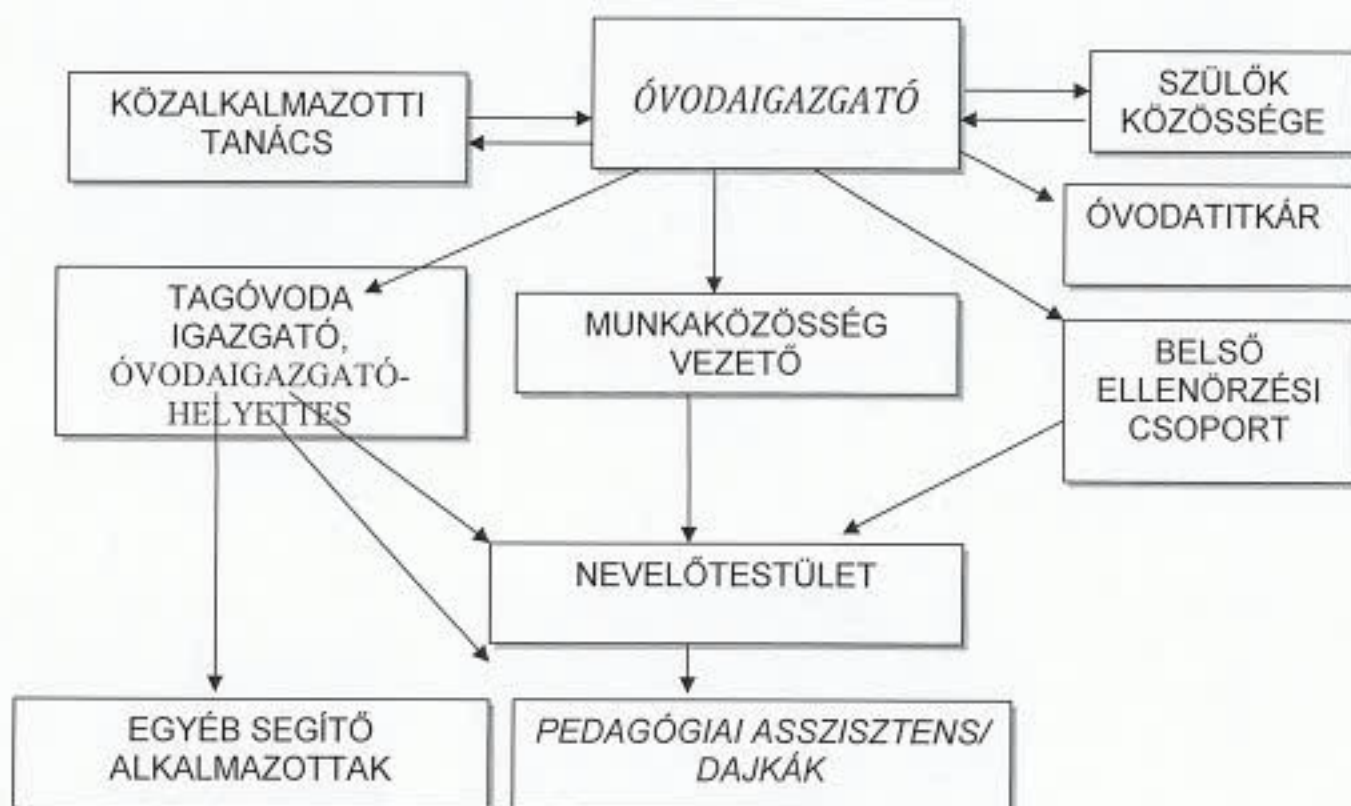 ÓVODAIGAZGATÓ
KÖZALKALMAZOTTI
TANÁCS
SZÜLŐK
KÖZÖSSÉGE
ÓVODATITKÁR
TAGÓVODA
IGAZGATÓ,
ÓVODAIGAZGATÓ-
HELYETTES
MUNKAKÖZÖSSÉG
VEZETŐ
BELSŐ
ELLENŐRZÉSI
CSOPORT
NEVELŐTESTÜLET
EGYÉB SEGÍTŐ
ALKALMAZOTTAK
PEDAGÓGIAI ASSZISZTENS/
DAJKÁK